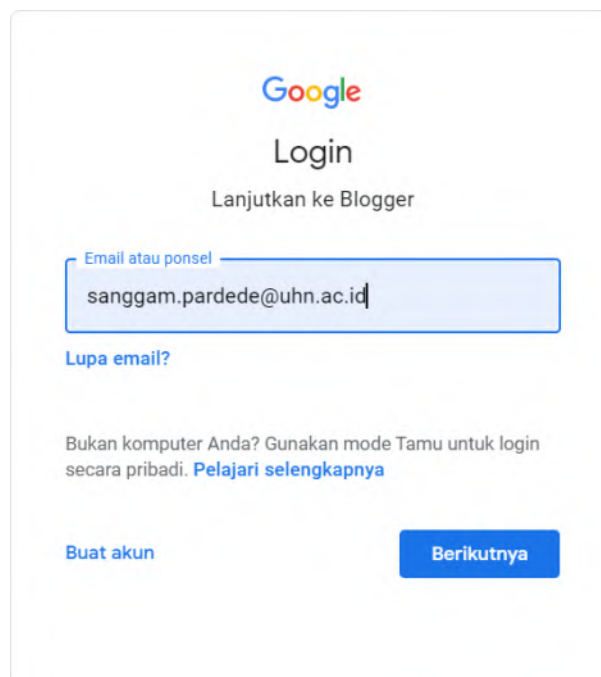 Google
Login
Lanjutkan ke Blogger
Email atau ponsel
sanggam.pardede@uhn.ac.id
Lupa email?
Bukan komputer Anda? Gunakan mode Tamu untuk login
secara pribadi. Pelajari selengkapnya
Buat akun
Berikutnya